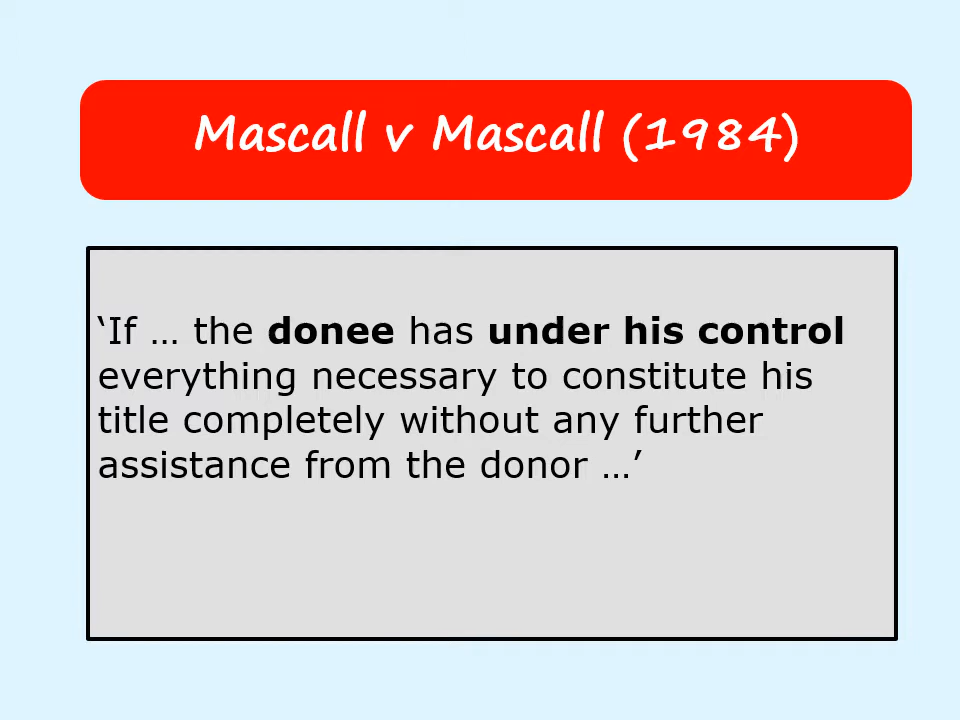 Mascall v Mascall (1984)
‘If … the donee has under his control
everything necessary to constitute his
title completely without any further
assistance from the donor …’